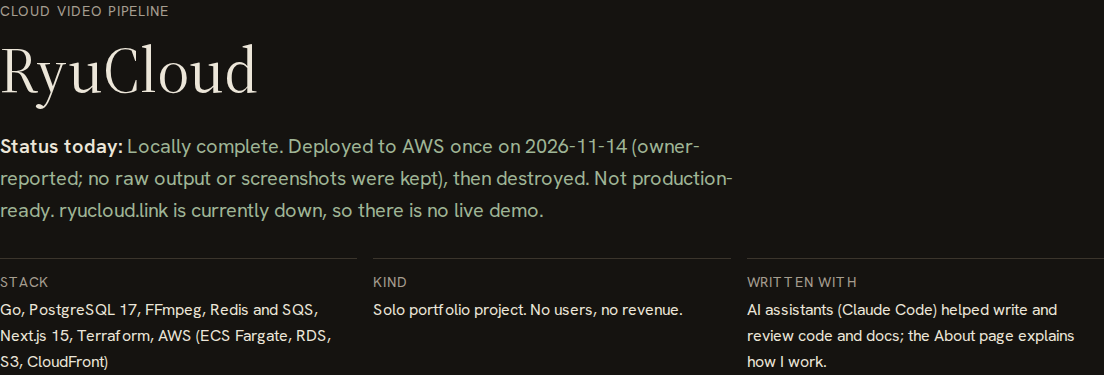 CLOUD VIDEO PIPELINE
RyuCloud
Status today: Locally complete. Deployed to AWS once on 2026-11-14 (owner-
reported; no raw output or screenshots were kept), then destroyed. Not production-
ready. ryucloud.link is currently down, so there is no live demo.
STACK
Go, PostgreSQL 17, FFmpeg, Redis and SQS,
Next.js 15, Terraform, AWS (ECS Fargate, RDS,
S3, CloudFront)
KIND
Solo portfolio project. No users, no revenue.
WRITTEN WITH
AI assistants (Claude Code) helped write and
review code and docs; the About page explains
how I work.